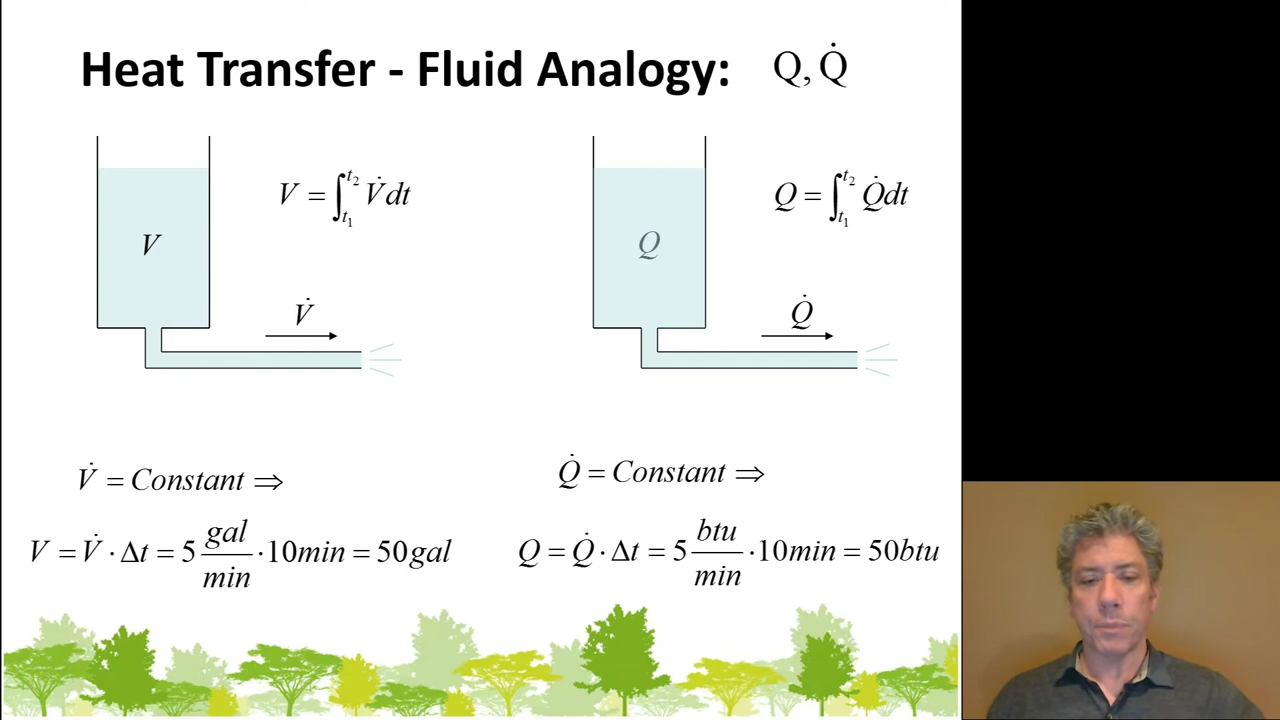 Heat Transfer - Fluid Analogy: Q, Q̇
V = ∫_{t₁}^{t₂} V̇dt
V
V̇
Q = ∫_{t₁}^{t₂} Q̇dt
Q
Q̇
V̇ = Constant ⇒
V = V̇ · Δt = 5 gal/min · 10min = 50gal
Q̇ = Constant ⇒
Q = Q̇ · Δt = 5 btu/min · 10min = 50btu